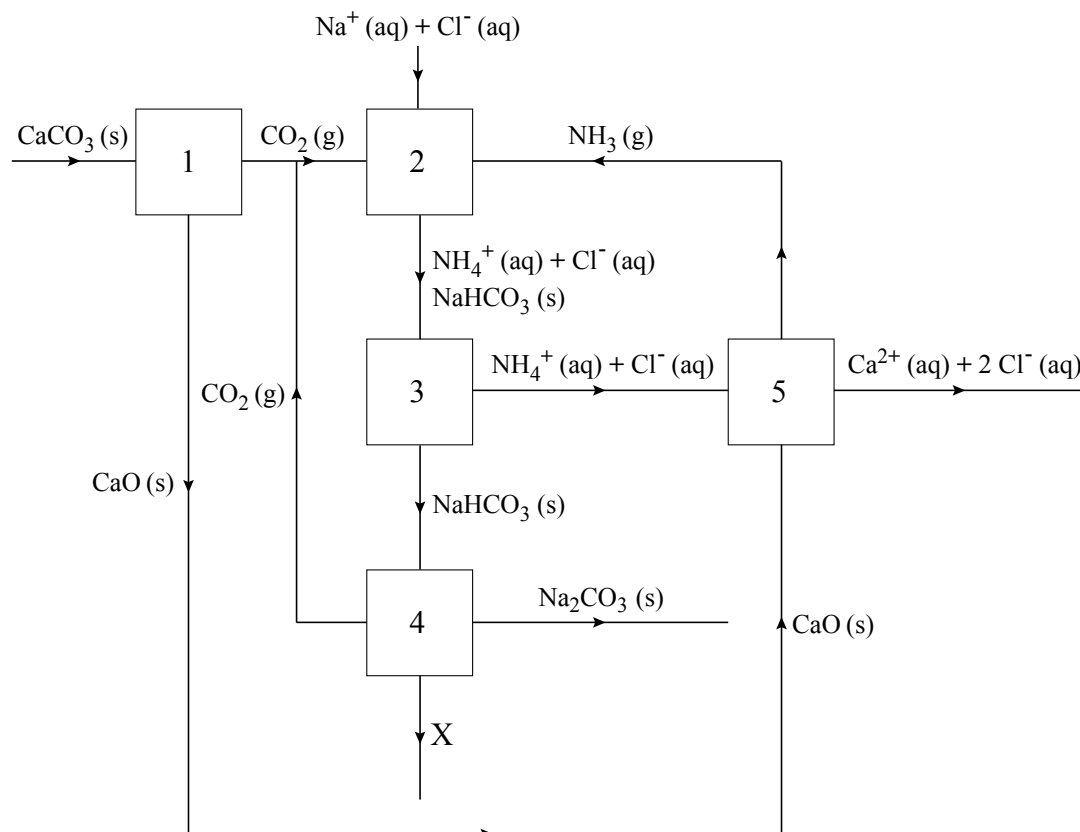 Na⁺ (aq) + Cl⁻ (aq)
CaCO₃ (s)
1
CO₂ (g)
2
NH₃ (g)
NH₄⁺ (aq) + Cl⁻ (aq)
NaHCO₃ (s)
CO₂ (g)
3
NH₄⁺ (aq) + Cl⁻ (aq)
5
Ca²⁺ (aq) + 2 Cl⁻ (aq)
CaO (s)
NaHCO₃ (s)
4
Na₂CO₃ (s)
CaO (s)
X